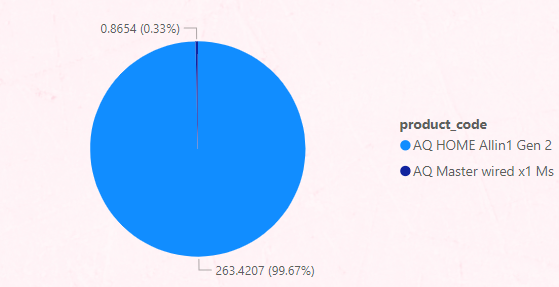 0.8654 (0.33%)
product_code
AQ HOME Allin1 Gen 2
AQ Master wired x1 Ms
263.4207 (99.67%)